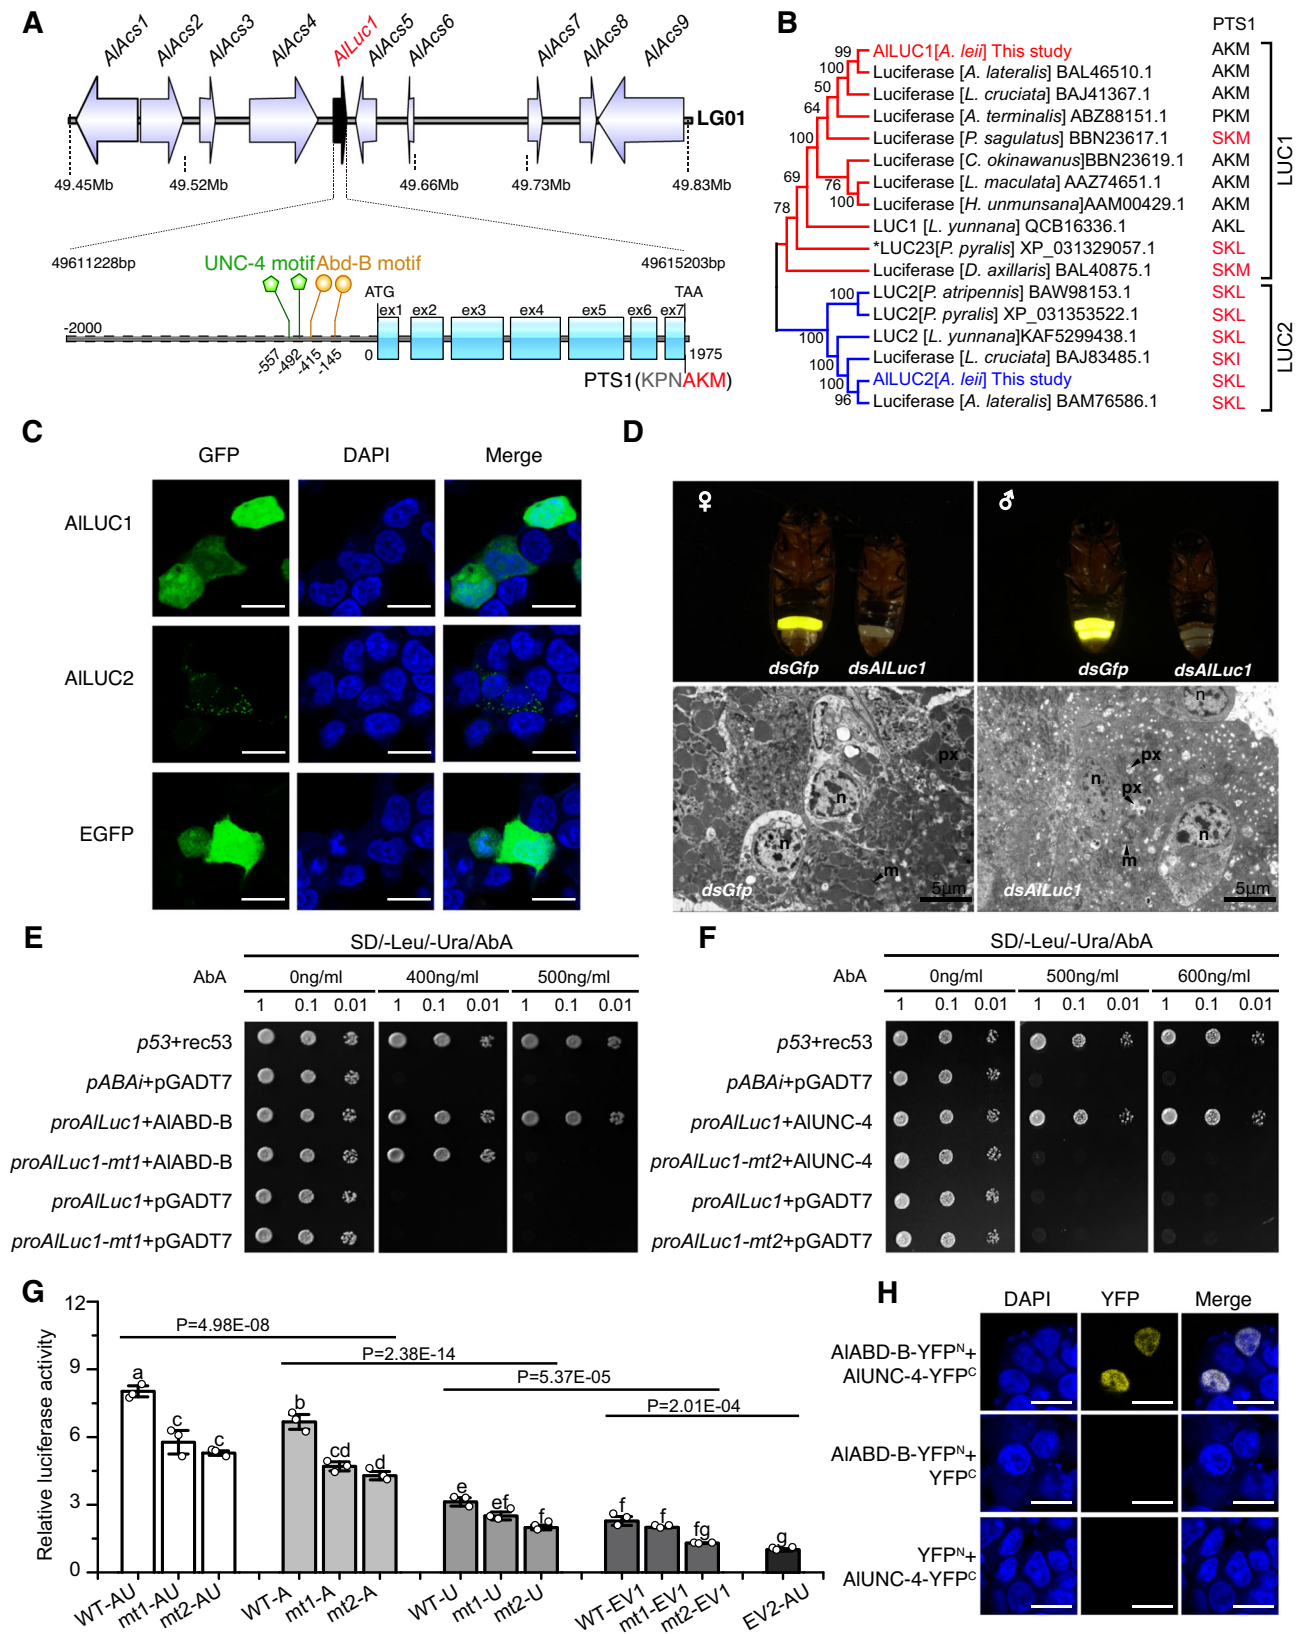 A
AlAcs1 AlAcs2 AlAcs3 AlAcs4 AlLuc1 AlAcs5 AlAcs6 AlAcs7 AlAcs8 AlAcs9
LG01
49.45Mb 49.52Mb 49.66Mb 49.73Mb 49.83Mb
49611228bp 49615203bp
UNC-4 motif Abd-B motif
ATG TAA
ex1 ex2 ex3 ex4 ex5 ex6 ex7
-2000
-557 -492 -415 -145
0 1975
PTS1(KPNAKM)
B
PTS1
AlLUC1[A. leii] This study AKM
Luciferase [A. lateralis] BAL46510.1 AKM
Luciferase [L. cruciata] BAJ41367.1 AKM
Luciferase [A. terminalis] ABZ88151.1 PKM
Luciferase [P. sagulatus] BBN23617.1 SKM
Luciferase [C. okinawanus]BBN23619.1 AKM
Luciferase [L. maculata] AAZ74651.1 AKM
Luciferase [H. unmunsana]AAM00429.1 AKM
LUC1 [L. yunnana] QCB16336.1 AKL
*LUC23[P. pyralis] XP_031329057.1 SKL
Luciferase [D. axillaris] BAL40875.1 SKM
LUC2[P. atripennis] BAW98153.1 SKL
LUC2[P. pyralis] XP_031353522.1 SKL
LUC2 [L. yunnana]KAF5299438.1 SKL
Luciferase [L. cruciata] BAJ83485.1 SKI
AlLUC2[A. leii] This study SKL
Luciferase [A. lateralis] BAM76586.1 SKL
99
100
50
64
100
69
76
100
78
100
100
100
100
96
LUC1
LUC2
C
GFP DAPI Merge
AlLUC1
AlLUC2
EGFP
D
♀ ♂
dsGfp dsAlLuc1 dsGfp dsAlLuc1
n n px m
dsGfp 5μm
n n n px px m
dsAlLuc1 5μm
E
SD/-Leu/-Ura/AbA
AbA 0ng/ml 400ng/ml 500ng/ml
1 0.1 0.01 1 0.1 0.01 1 0.1 0.01
p53+rec53
pABAi+pGADT7
proAlLuc1+AlABD-B
proAlLuc1-mt1+AlABD-B
proAlLuc1+pGADT7
proAlLuc1-mt1+pGADT7
F
SD/-Leu/-Ura/AbA
AbA 0ng/ml 500ng/ml 600ng/ml
1 0.1 0.01 1 0.1 0.01 1 0.1 0.01
p53+rec53
pABAi+pGADT7
proAlLuc1+AlUNC-4
proAlLuc1-mt2+AlUNC-4
proAlLuc1+pGADT7
proAlLuc1-mt2+pGADT7
G
Relative luciferase activity
12
9
6
3
0
P=4.98E-08
P=2.38E-14
P=5.37E-05
P=2.01E-04
a c c b cd d e ef f f f fg g
WT-AU mt1-AU mt2-AU WT-A mt1-A mt2-A WT-U mt1-U mt2-U WT-EV1 mt1-EV1 mt2-EV1 EV2-AU
H
DAPI YFP Merge
AlABD-B-YFPᴺ+
AlUNC-4-YFPᶜ
AlABD-B-YFPᴺ+
YFPᶜ
YFPᴺ+
AlUNC-4-YFPᶜ